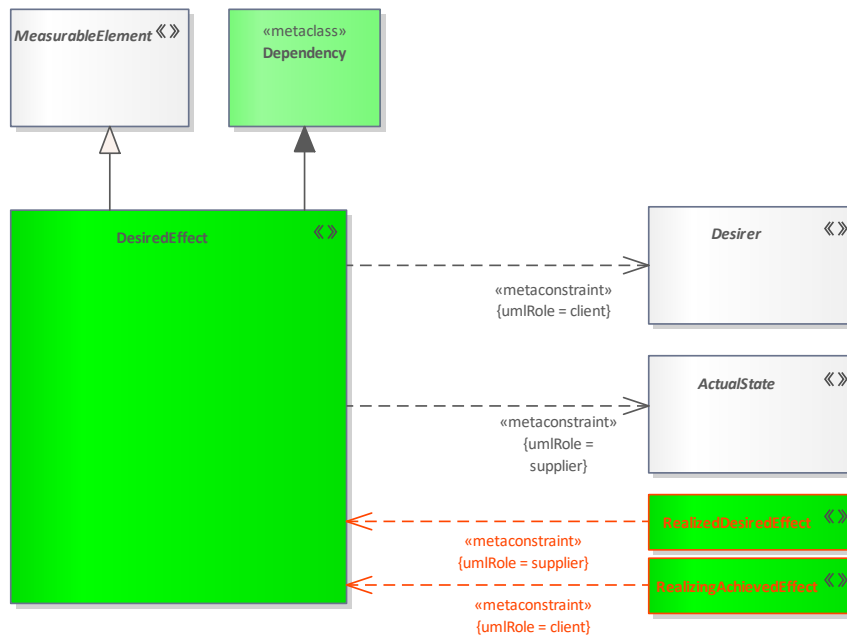 MeasurableElement «»
«metaclass»
Dependency
DesiredEffect «»
Desirer «»
«metaconstraint»
{umlRole = client}
ActualState «»
«metaconstraint»
{umlRole =
supplier}
RealizedDesiredEffect «»
«metaconstraint»
{umlRole = supplier}
RealizingAchievedEffect «»
«metaconstraint»
{umlRole = client}